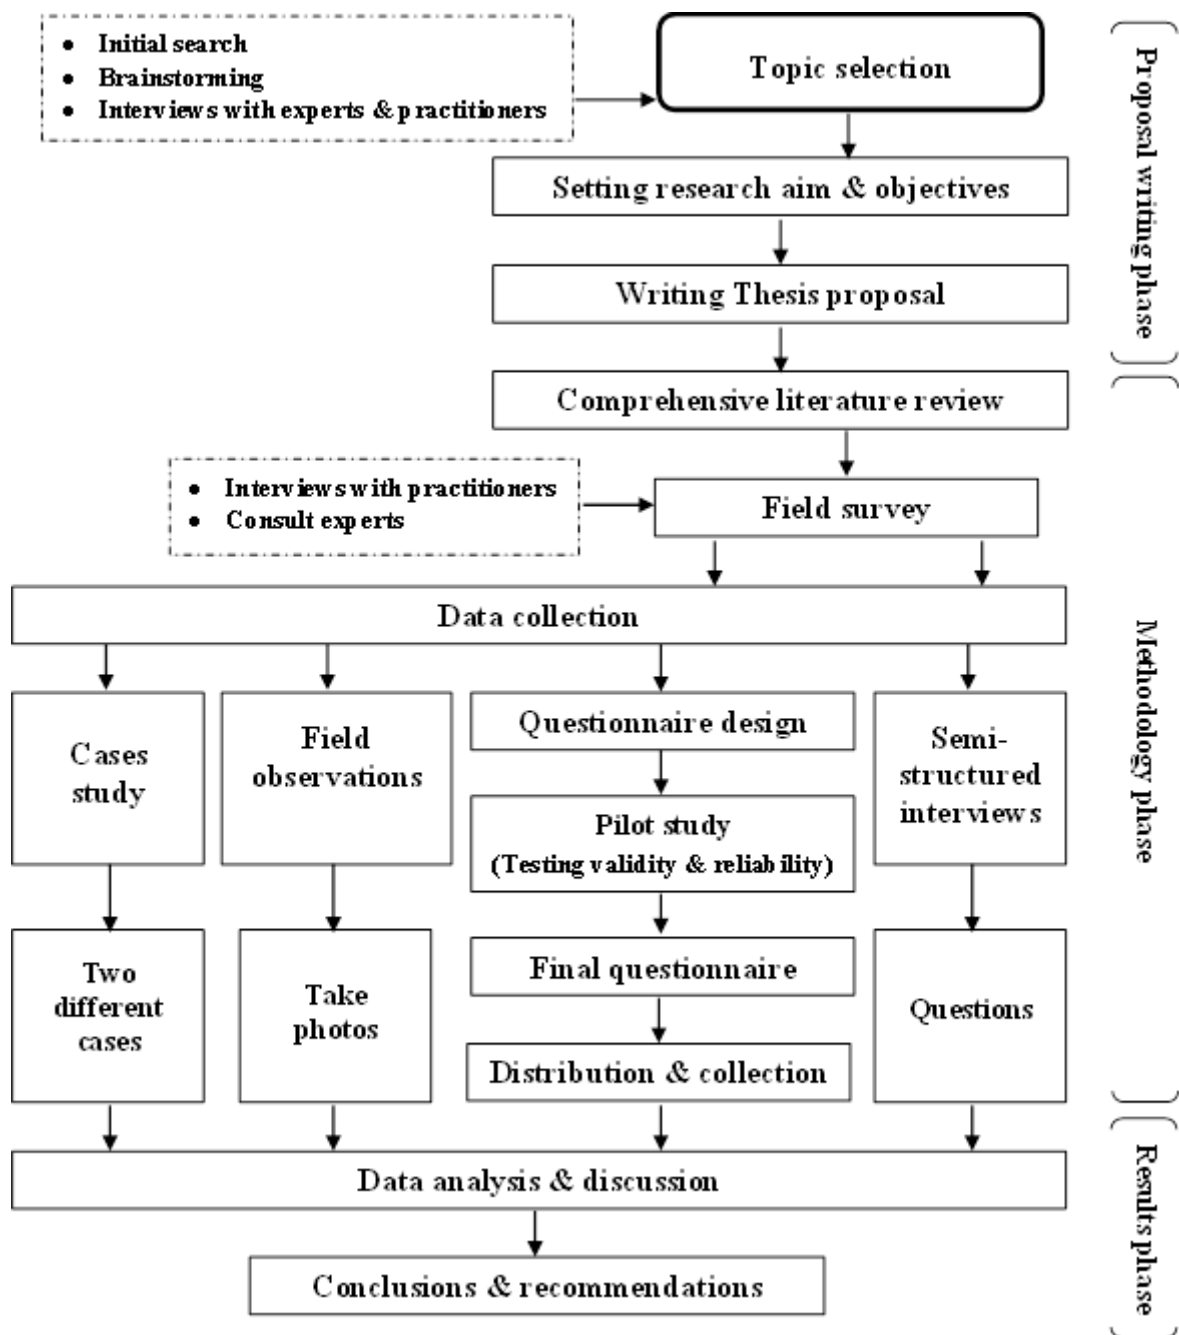 ● Initial search
● Brainstorming
● Interviews with experts & practitioners
Topic selection
Setting research aim & objectives
Writing Thesis proposal
Proposal writing phase
Comprehensive literature review
● Interviews with practitioners
● Consult experts
Field survey
Data collection
Cases
study
Field
observations
Questionnaire design
Pilot study
(Testing validity & reliability)
Final questionnaire
Distribution & collection
Semi-
structured
interviews
Two
different
cases
Take
photos
Questions
Methodology phase
Data analysis & discussion
Conclusions & recommendations
Results phase